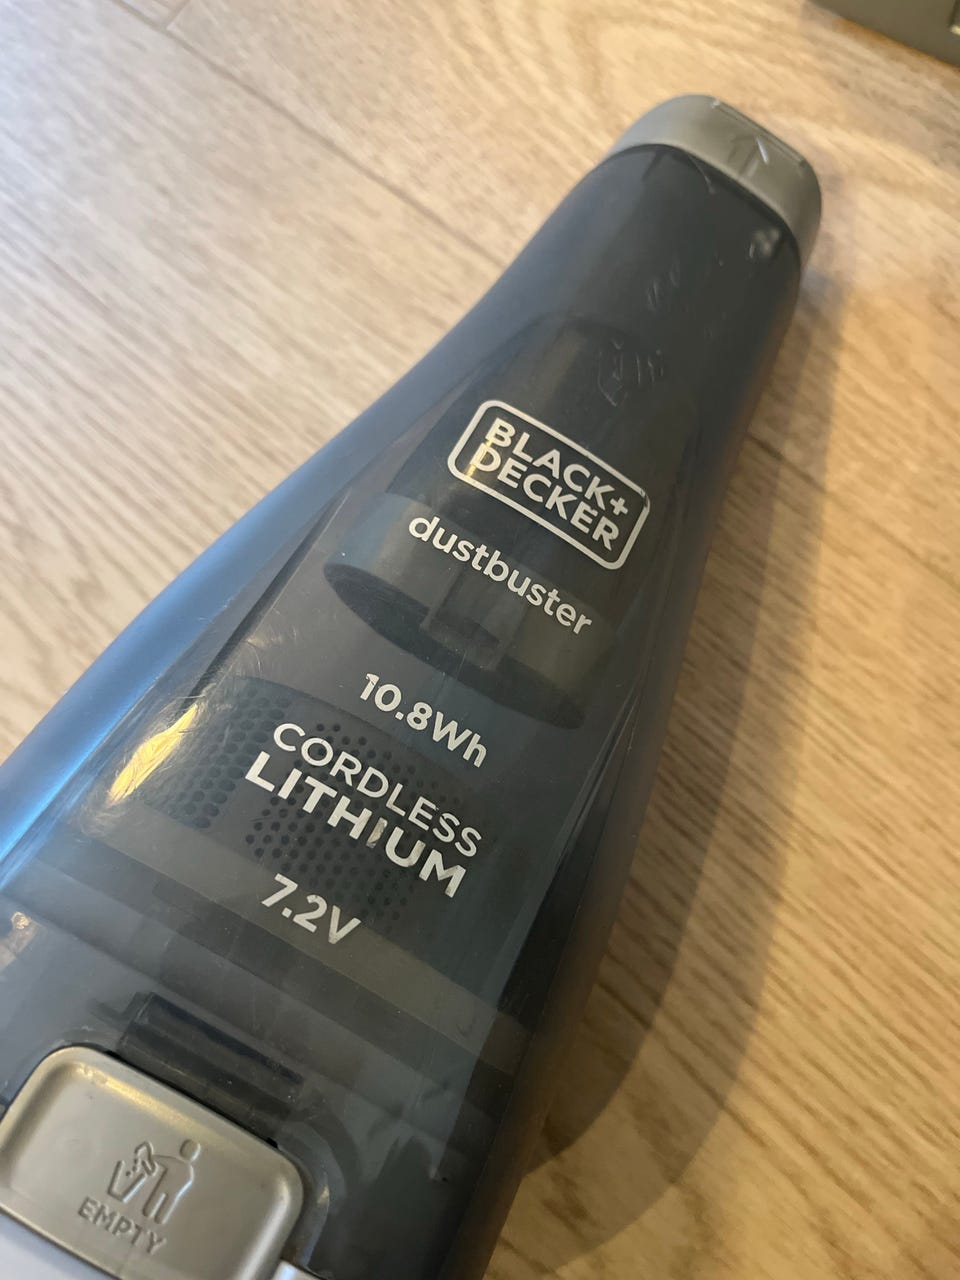 BLACK+
DECKER
dustbuster
10.8Wh
CORDLESS
LITHIUM
7.2V
EMPTY